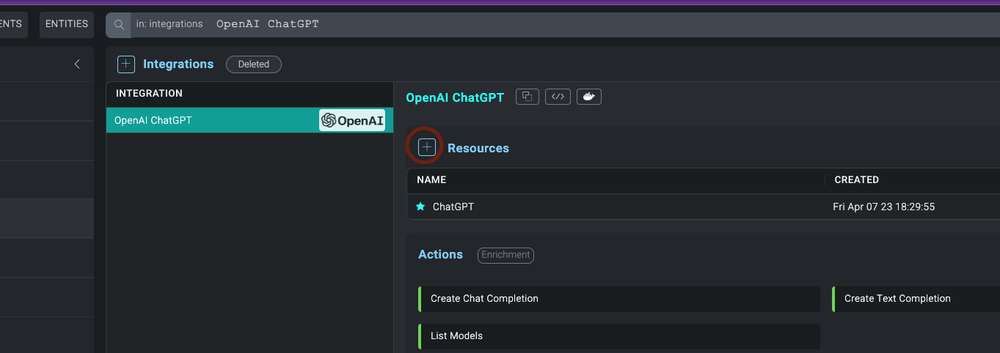 ENTS
ENTITIES
in: integrations OpenAI ChatGPT
Integrations
Deleted
INTEGRATION
OpenAI ChatGPT
OpenAI
OpenAI ChatGPT
</>
Resources
NAME
CREATED
ChatGPT
Fri Apr 07 23 18:29:55
Actions
Enrichment
Create Chat Completion
Create Text Completion
List Models